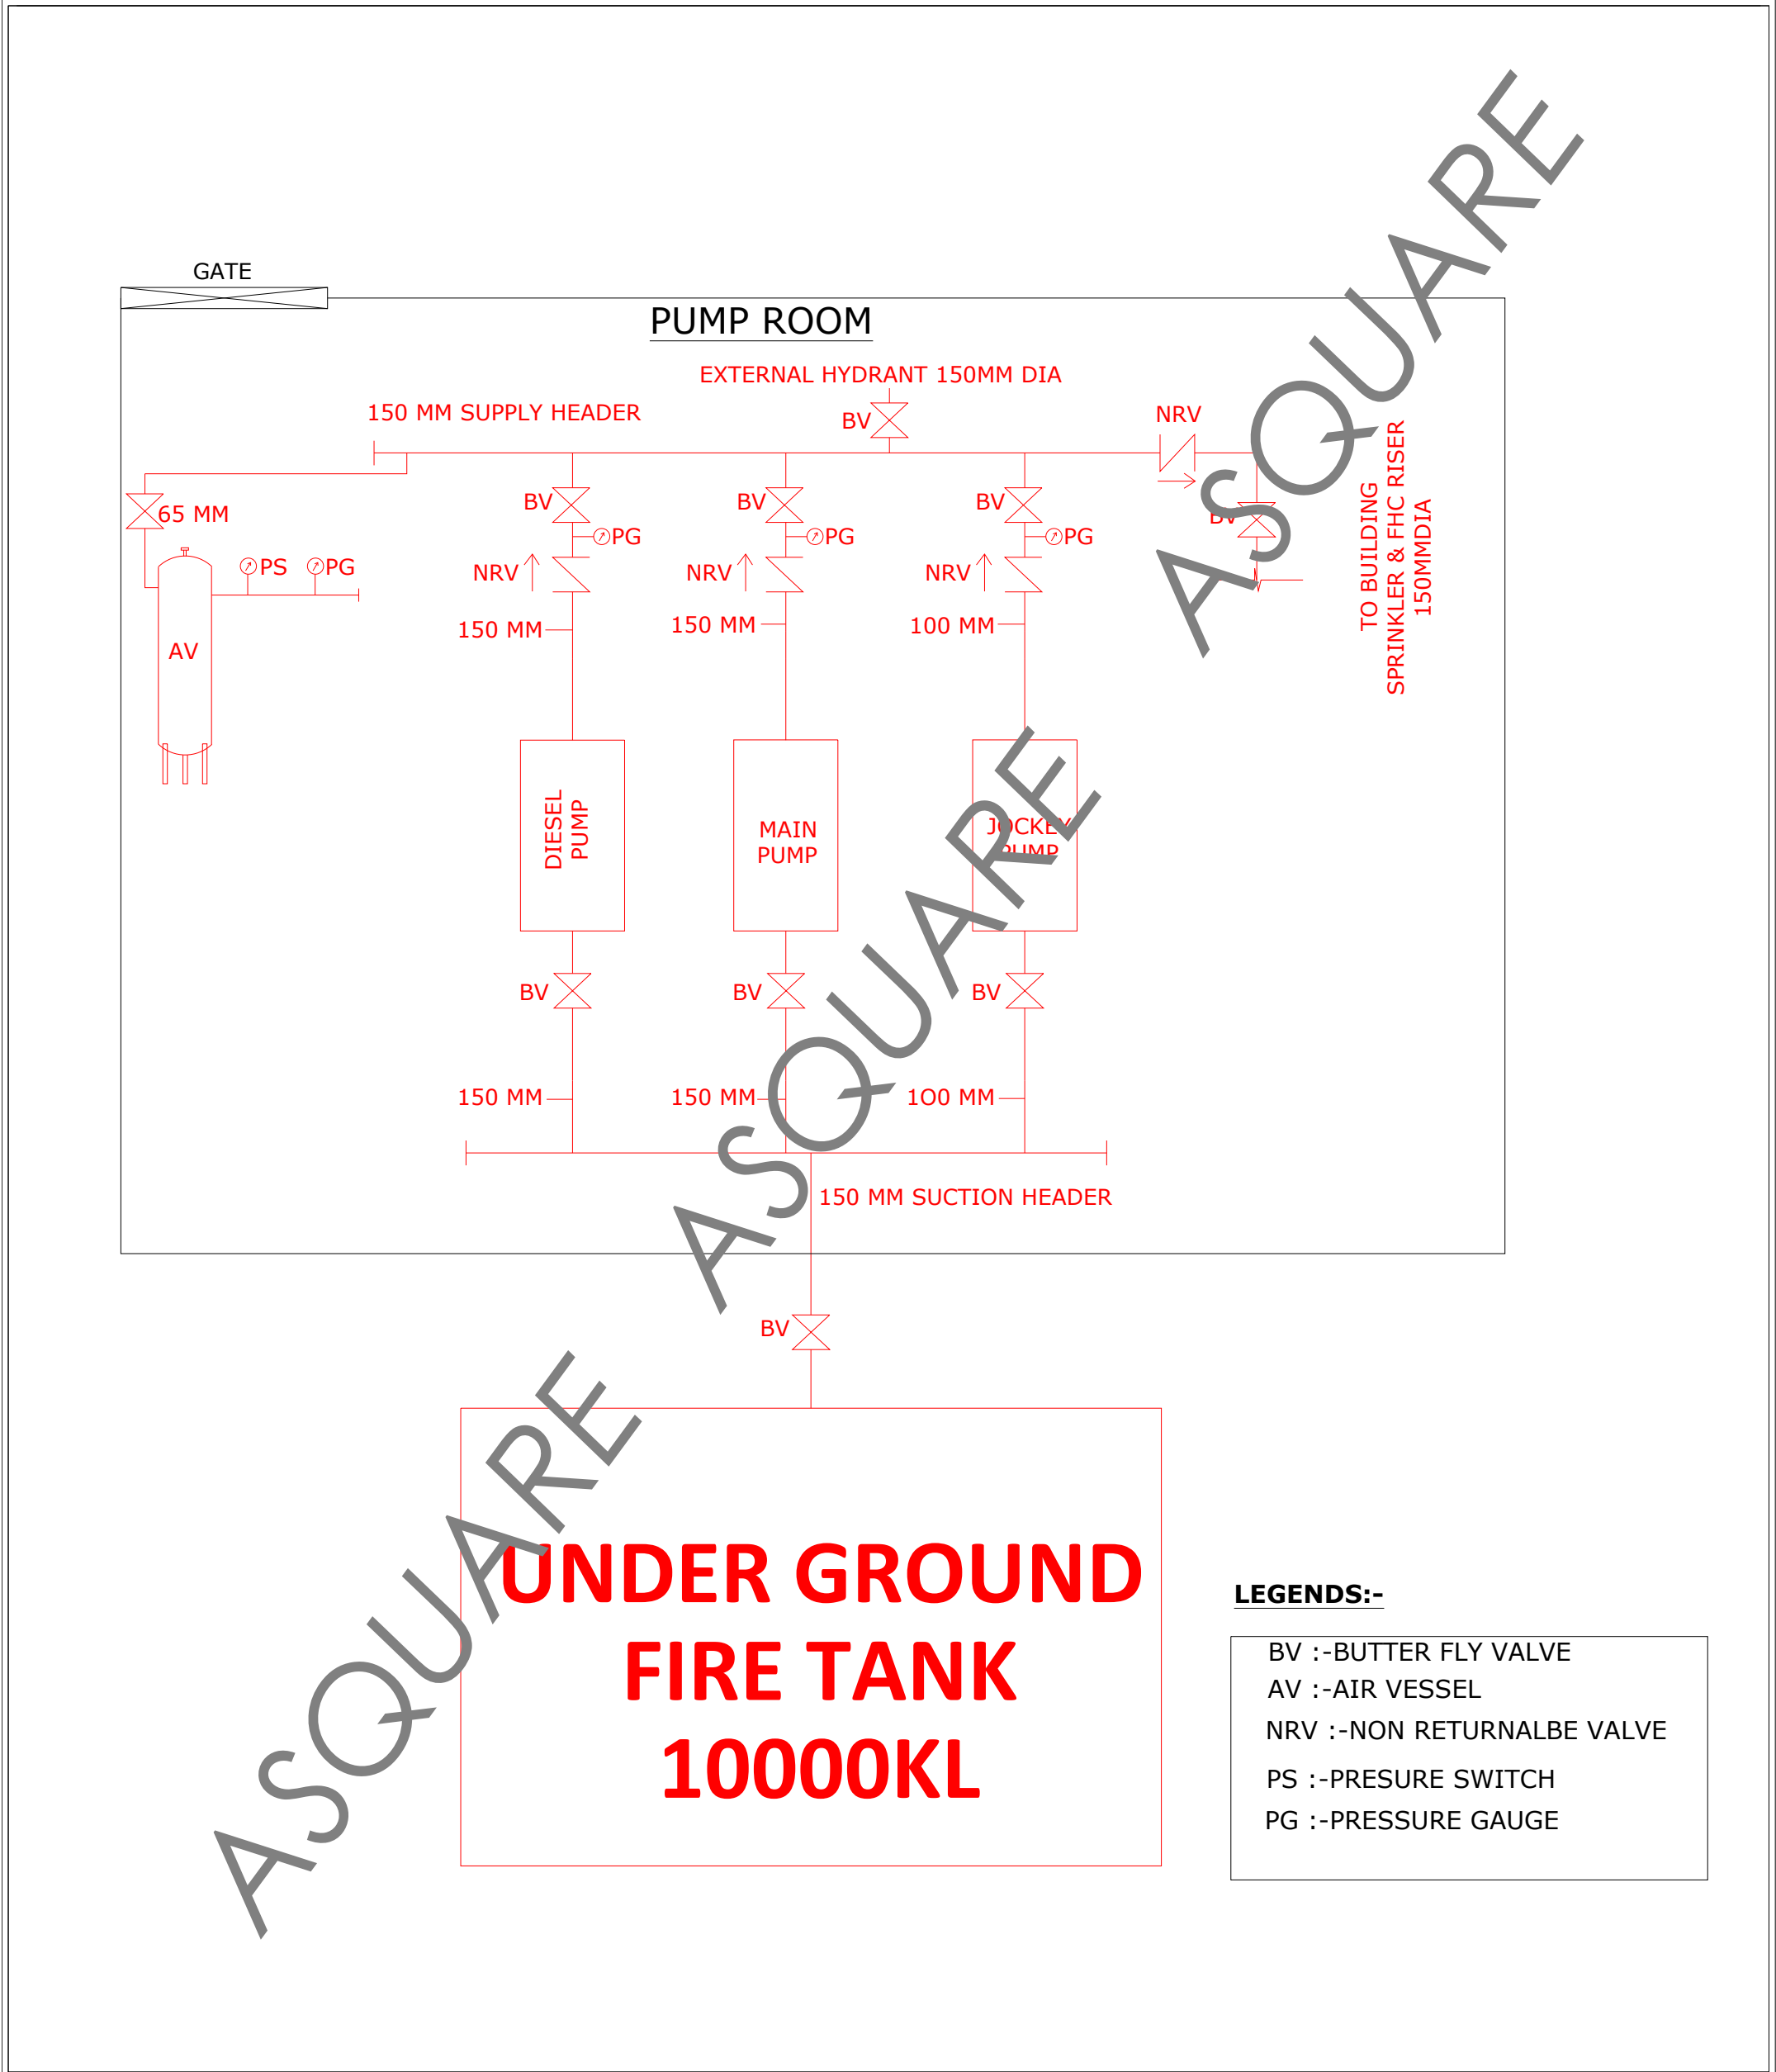 GATE
PUMP ROOM
EXTERNAL HYDRANT 150MM DIA
150 MM SUPPLY HEADER
BV
NRV
65 MM
BV
BV
BV
BV
PG
PG
PG
PS
PG
NRV
NRV
NRV
TO BUILDING
SPRINKLER & FHC RISER
150MMDIA
150 MM
150 MM
100 MM
AV
DIESEL
PUMP
MAIN
PUMP
JOCKEY
PUMP
BV
BV
BV
150 MM
150 MM
1O0 MM
150 MM SUCTION HEADER
BV
UNDER GROUND
FIRE TANK
10000KL
LEGENDS:-
BV :-BUTTER FLY VALVE
AV :-AIR VESSEL
NRV :-NON RETURNALBE VALVE
PS :-PRESURE SWITCH
PG :-PRESSURE GAUGE
ASQUARE
ASQUARE
ASQUARE